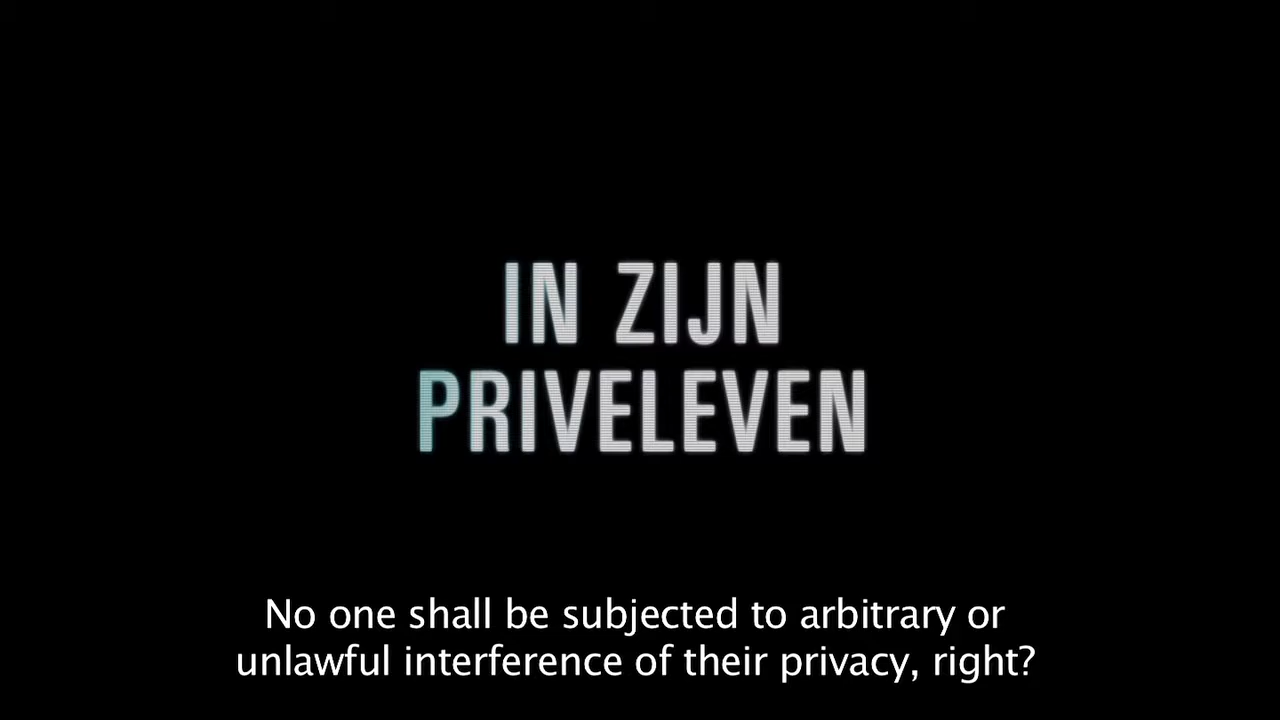 IN ZIJN
PRIVELEVEN
No one shall be subjected to arbitrary or
unlawful interference of their privacy, right?